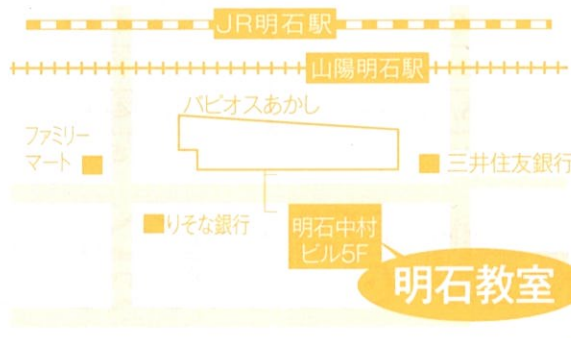 JR明石駅
山陽明石駅
パピオスあかし
ファミリー
マート
三井住友銀行
りそな銀行
明石中村
ビル5F
明石教室